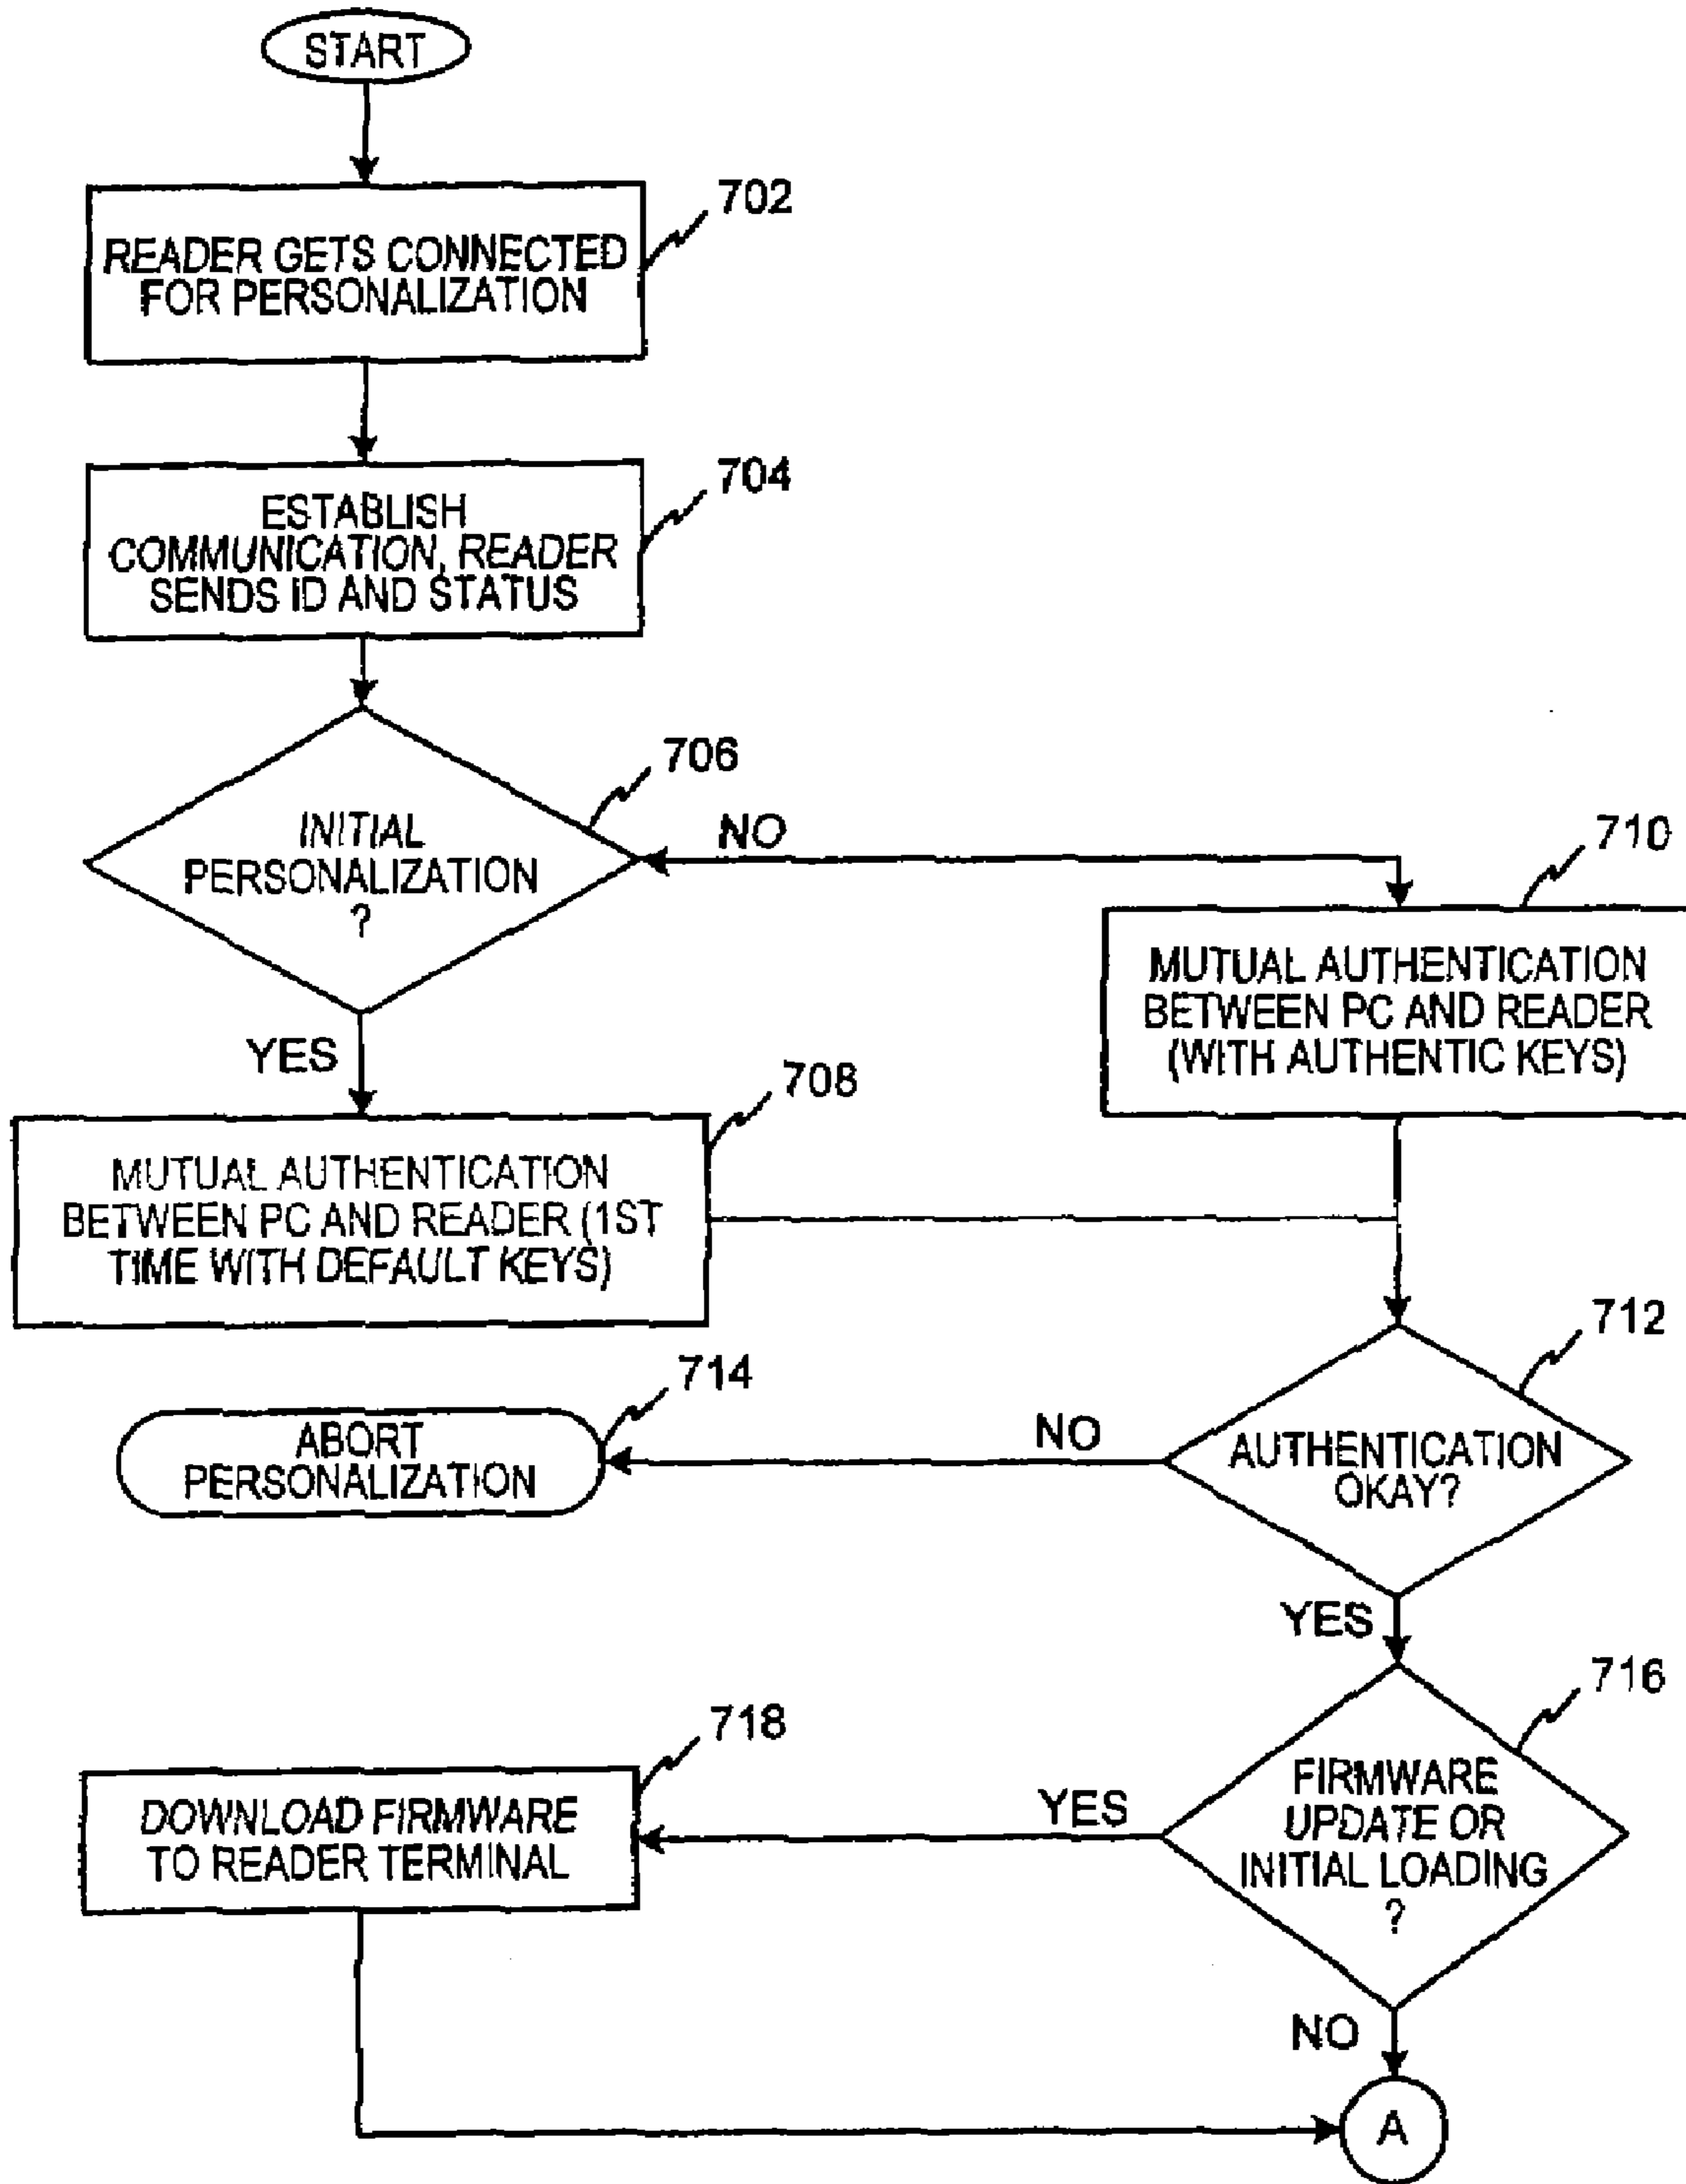 START
702
READER GETS CONNECTED
FOR PERSONALIZATION
704
ESTABLISH
COMMUNICATION, READER
SENDS ID AND STATUS
706
INITIAL
PERSONALIZATION
?
NO
710
MUTUAL AUTHENTICATION
BETWEEN PC AND READER
(WITH AUTHENTIC KEYS)
YES
708
MUTUAL AUTHENTICATION
BETWEEN PC AND READER (1ST
TIME WITH DEFAULT KEYS)
712
AUTHENTICATION
OKAY?
NO
714
ABORT
PERSONALIZATION
YES
716
FIRMWARE
UPDATE OR
INITIAL LOADING
?
YES
718
DOWNLOAD FIRMWARE
TO READER TERMINAL
NO
A